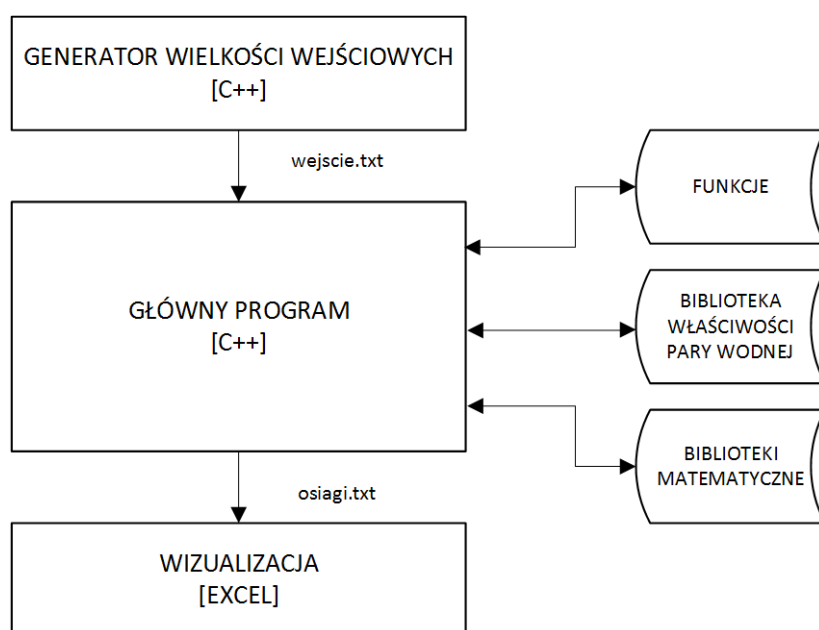 GENERATOR WIELKOŚCI WEJŚCIOWYCH
[C++]
wejscie.txt
FUNKCJE
GŁÓWNY PROGRAM
[C++]
BIBLIOTEKA
WŁAŚCIWOŚCI
PARY WODNEJ
BIBLIOTEKI
MATEMATYCZNE
osiagi.txt
WIZUALIZACJA
[EXCEL]